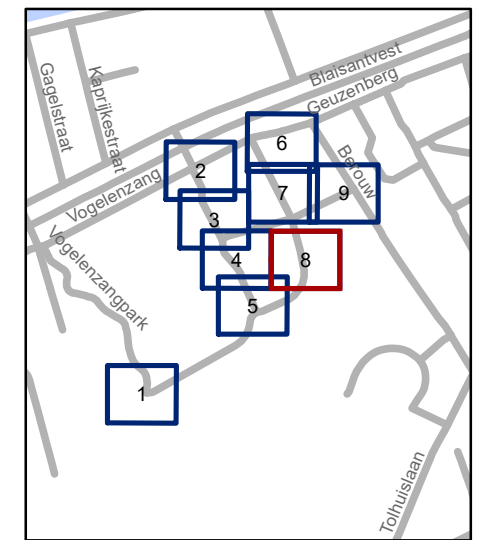 Blaisantvest
Geuzenberg
Gagelstraat
Kaprijkestraat
6
Berouw
2
7
9
Vogelenzang
3
4
8
Vogelenzangpark
5
1
Tolhuislaan